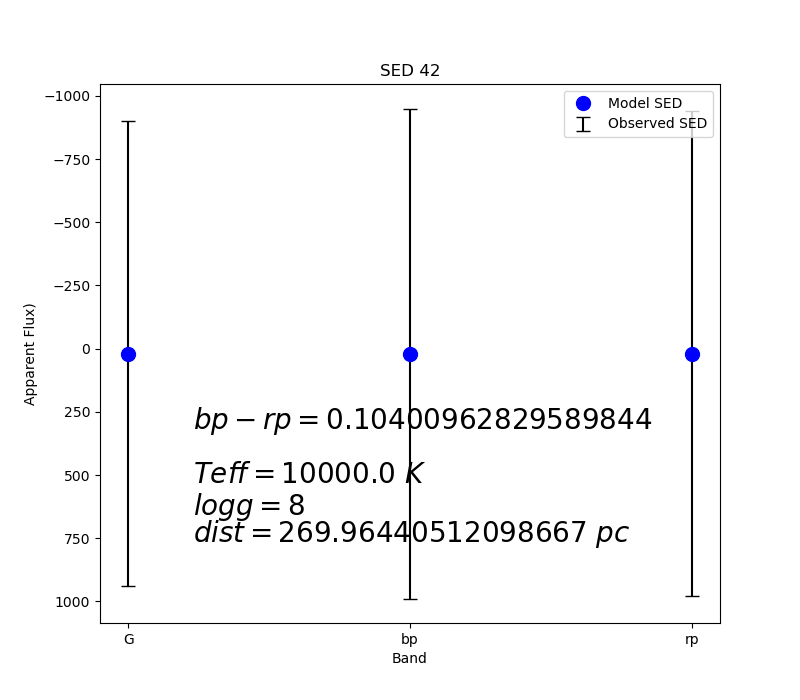 SED 42
Model SED
Observed SED
−1000
−750
−500
−250
0
250
500
750
1000
Apparent Flux)
bp − rp = 0.10400962829589844
Teff = 10000.0 K
logg = 8
dist = 269.96440512098667 pc
G
bp
rp
Band